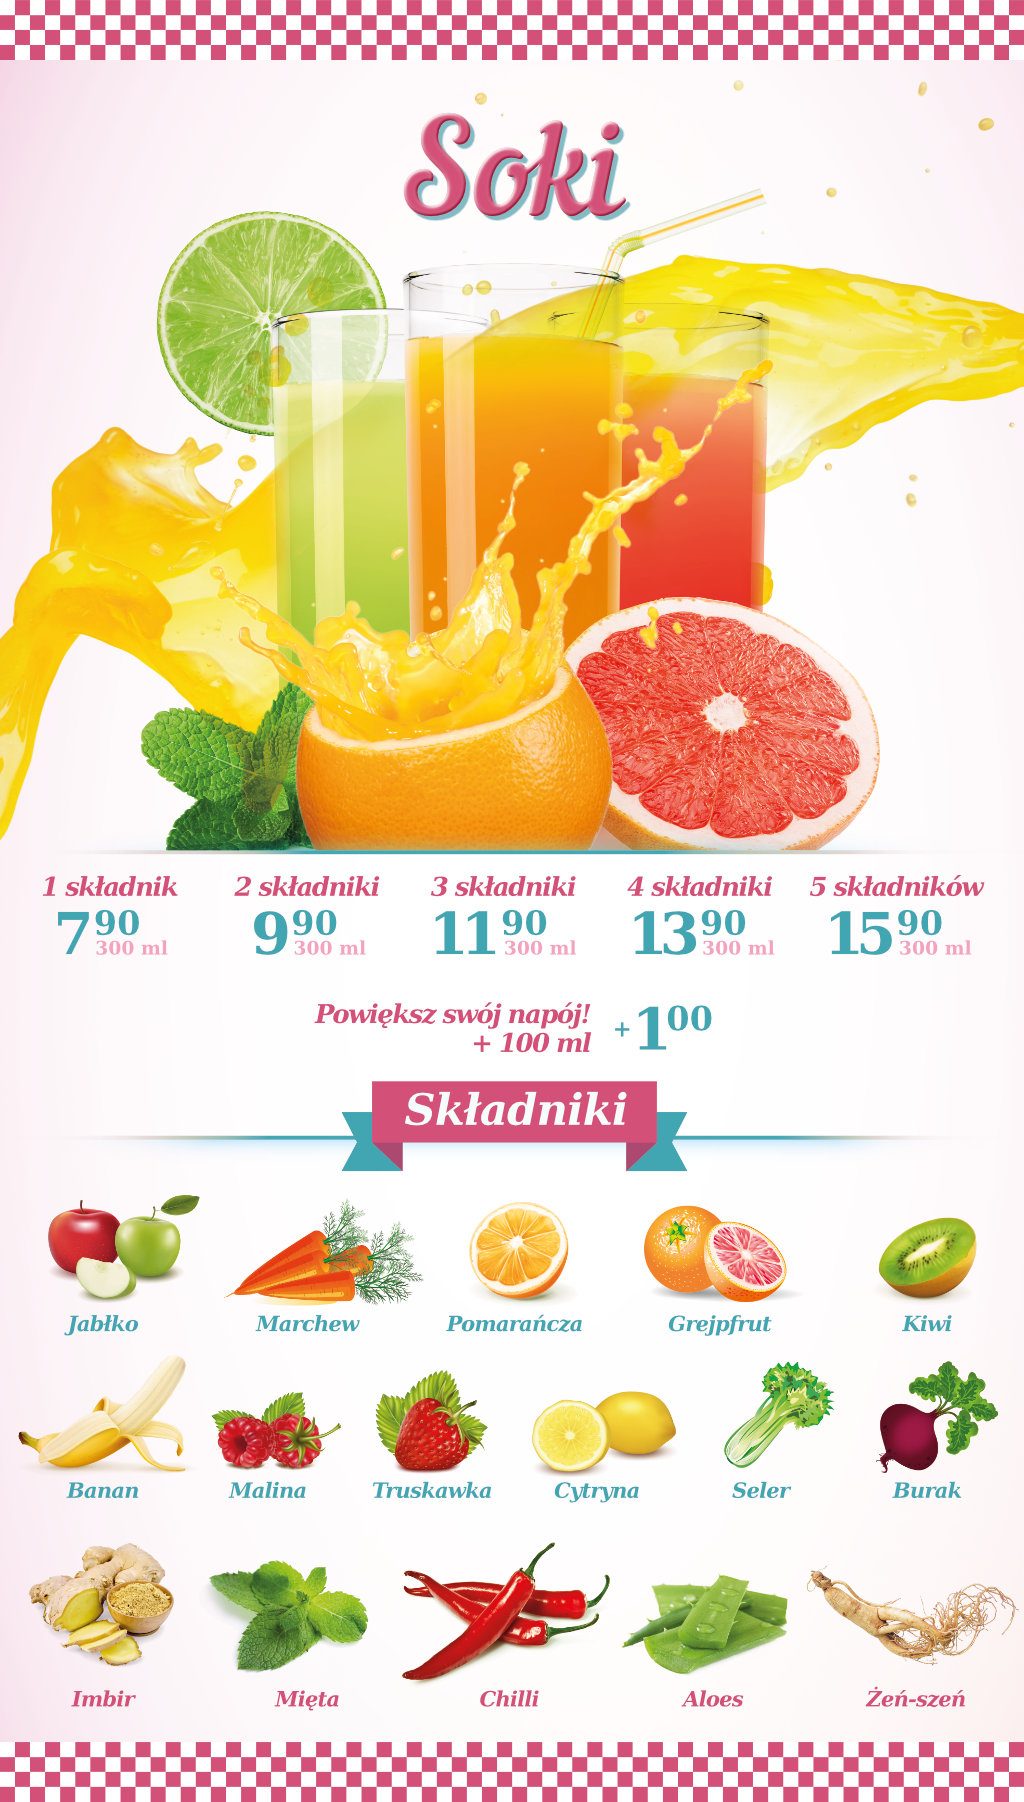 Soki
1 składnik
7 90
300 ml
2 składniki
9 90
300 ml
3 składniki
11 90
300 ml
4 składniki
13 90
300 ml
5 składników
15 90
300 ml
Powiększ swój napój!
+ 100 ml
+ 1 00
Składniki
Jabłko Marchew Pomarańcza Grejpfrut Kiwi
Banan Malina Truskawka Cytryna Seler Burak
Imbir Mięta Chilli Aloes Żeń-szeń